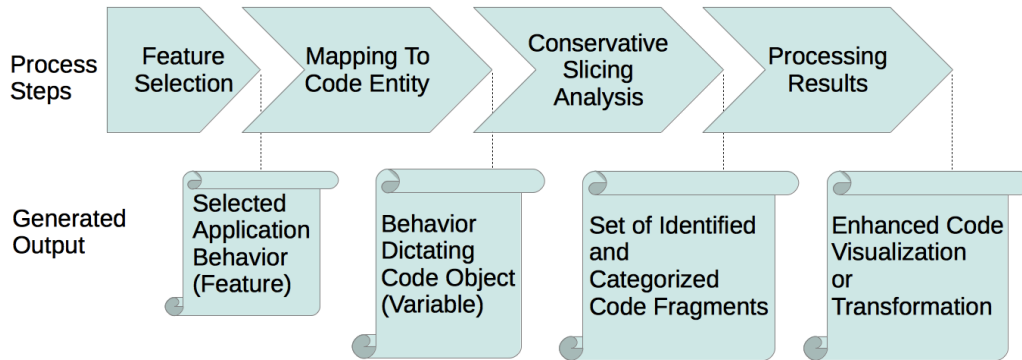 Process
Steps
Feature
Selection
Mapping To
Code Entity
Conservative
Slicing
Analysis
Processing
Results
Generated
Output
Selected
Application
Behavior
(Feature)
Behavior
Dictating
Code Object
(Variable)
Set of Identified
and
Categorized
Code Fragments
Enhanced Code
Visualization
or
Transformation